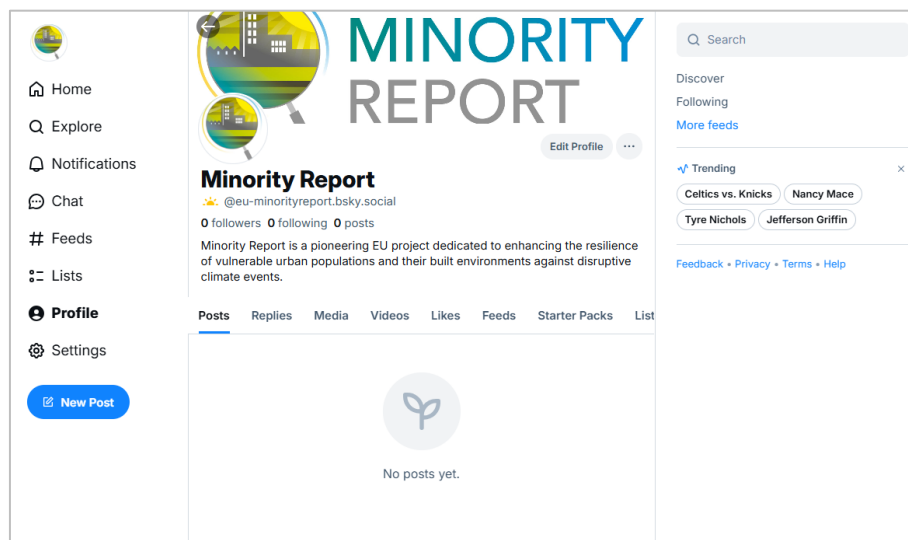 Home
Explore
Notifications
Chat
Feeds
Lists
Profile
Settings
New Post
MINORITY
REPORT
Edit Profile
Minority Report
@eu-minorityreport.bsky.social
0 followers 0 following 0 posts
Minority Report is a pioneering EU project dedicated to enhancing the resilience
of vulnerable urban populations and their built environments against disruptive
climate events.
Posts Replies Media Videos Likes Feeds Starter Packs List
No posts yet.
Search
Discover
Following
More feeds
Trending
Celtics vs. Knicks Nancy Mace
Tyre Nichols Jefferson Griffin
Feedback • Privacy • Terms • Help